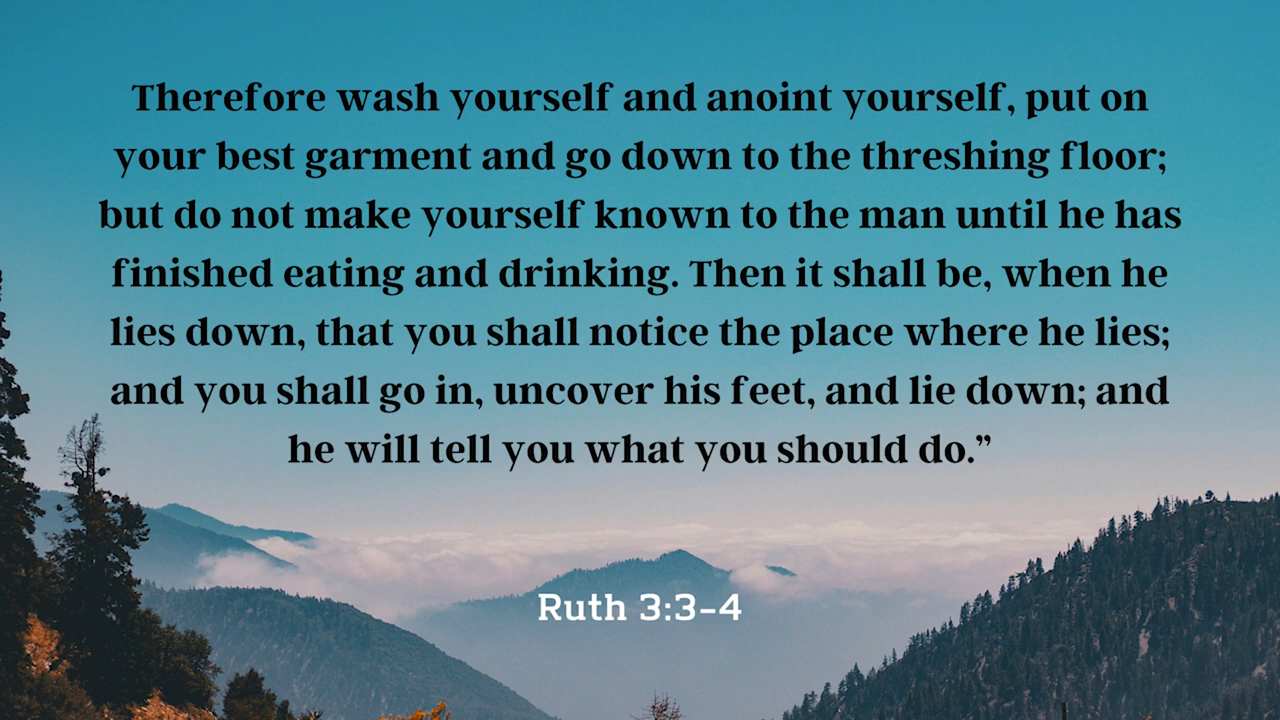 Therefore wash yourself and anoint yourself, put on
your best garment and go down to the threshing floor;
but do not make yourself known to the man until he has
finished eating and drinking. Then it shall be, when he
lies down, that you shall notice the place where he lies;
and you shall go in, uncover his feet, and lie down; and
he will tell you what you should do.”
Ruth 3:3-4